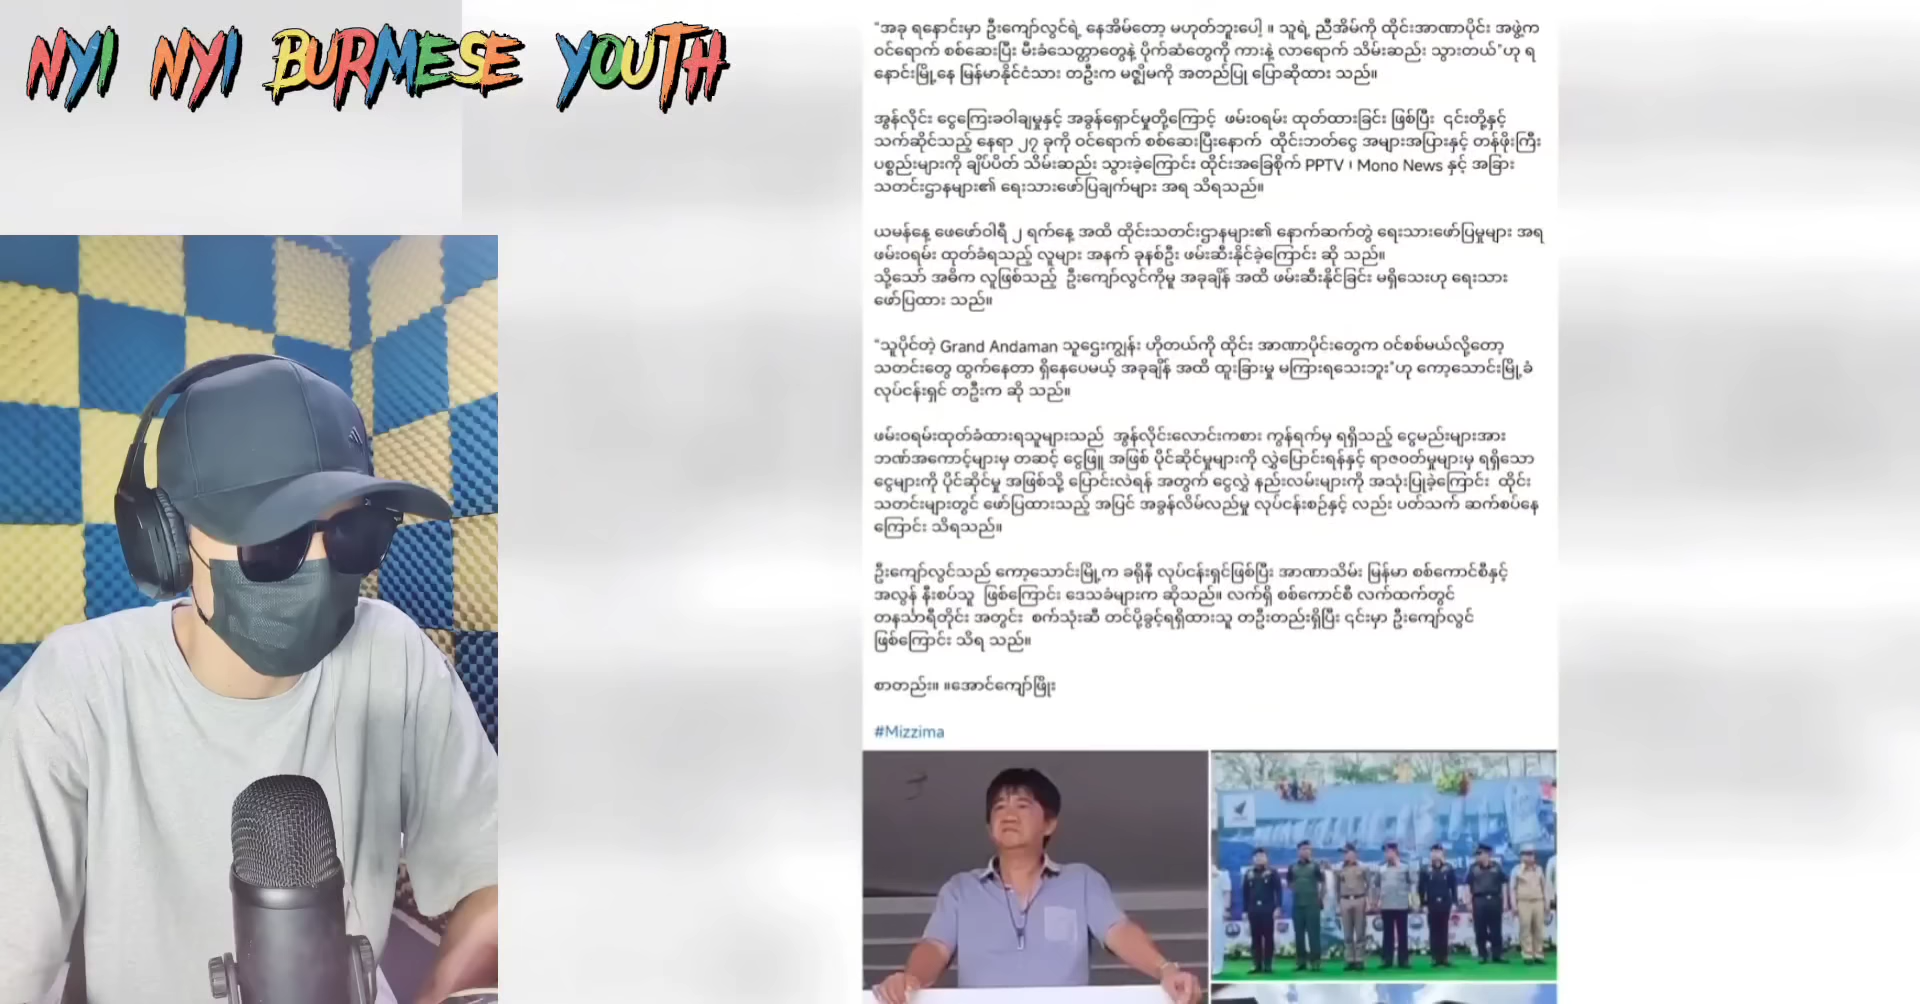 NYI NYI BURMESE YOUTH
“အခု ရနောင်းမှာ ဦးကျော်လွင်ရဲ့ နေအိမ်တော့ မဟုတ်ဘူးပေါ့ ။ သူရဲ့ ညီအိမ်ကို ထိုင်းအာဏာပိုင်း အဖွဲ့က
ဝင်ရောက် စစ်ဆေးပြီး မီးခံသေတ္တာတွေနဲ့ ပိုက်ဆံတွေကို ကားနဲ့ လာရောက် သိမ်းဆည်း သွားတယ်”ဟု ရ
နောင်းမြို့နေ မြန်မာနိုင်ငံသား တဦးက မဇ္ဈိမကို အတည်ပြု ပြောဆိုထား သည်။
အွန်လိုင်း ငွေကြေးခဝါချမှုနှင့် အခွန်ရှောင်မှုတို့ကြောင့် ဖမ်းဝရမ်း ထုတ်ထားခြင်း ဖြစ်ပြီး ၎င်းတို့နှင့်
သက်ဆိုင်သည့် နေရာ ၂၇ ခုကို ဝင်ရောက် စစ်ဆေးပြီးနောက် ထိုင်းဘတ်ငွေ အများအပြားနှင့် တန်ဖိုးကြီး
ပစ္စည်းများကို ချိပ်ပိတ် သိမ်းဆည်း သွားခဲ့ကြောင်း ထိုင်းအခြေစိုက် PPTV ၊ Mono News နှင့် အခြား
သတင်းဌာနများ၏ ရေးသားဖော်ပြချက်များ အရ သိရသည်။
ယမန်နေ့ ဖေဖော်ဝါရီ ၂ ရက်နေ့ အထိ ထိုင်းသတင်းဌာနများ၏ နောက်ဆက်တွဲ ရေးသားဖော်ပြမှုများ အရ
ဖမ်းဝရမ်း ထုတ်ခံရသည့် လူများ အနက် ခုနစ်ဦး ဖမ်းဆီးနိုင်ခဲ့ကြောင်း ဆို သည်။
သို့သော် အဓိက လူဖြစ်သည့် ဦးကျော်လွင်ကိုမူ အခုချိန် အထိ ဖမ်းဆီးနိုင်ခြင်း မရှိသေးဟု ရေးသား
ဖော်ပြထား သည်။
“သူပိုင်တဲ့ Grand Andaman သူဌေးကျွန်း ဟိုတယ်ကို ထိုင်း အာဏာပိုင်းတွေက ဝင်စစ်မယ်လို့တော့
သတင်းတွေ ထွက်နေတာ ရှိနေပေမယ့် အခုချိန် အထိ ထူးခြားမှု မကြားရသေးဘူး”ဟု ကော့သောင်းမြို့ခံ
လုပ်ငန်းရှင် တဦးက ဆို သည်။
ဖမ်းဝရမ်းထုတ်ခံထားရသူများသည် အွန်လိုင်းလောင်းကစား ကွန်ရက်မှ ရရှိသည့် ငွေမည်းများအား
ဘဏ်အကောင့်များမှ တဆင့် ငွေဖြူ အဖြစ် ပိုင်ဆိုင်မှုများကို လွှဲပြောင်းရန်နှင့် ရာဇဝတ်မှုများမှ ရရှိသော
ငွေများကို ပိုင်ဆိုင်မှု အဖြစ်သို့ ပြောင်းလဲရန် အတွက် ငွေလွှဲ နည်းလမ်းများကို အသုံးပြုခဲ့ကြောင်း ထိုင်း
သတင်းများတွင် ဖော်ပြထားသည့် အပြင် အခွန်လိမ်လည်မှု လုပ်ငန်းစဉ်နှင့် လည်း ပတ်သက် ဆက်စပ်နေ
ကြောင်း သိရသည်။
ဦးကျော်လွင်သည် ကော့သောင်းမြို့က ခရိုနီ လုပ်ငန်းရှင်ဖြစ်ပြီး အာဏာသိမ်း မြန်မာ စစ်ကောင်စီနှင့်
အလွန် နီးစပ်သူ ဖြစ်ကြောင်း ဒေသခံများက ဆိုသည်။ လက်ရှိ စစ်ကောင်စီ လက်ထက်တွင်
တနင်္သာရီတိုင်း အတွင်း စက်သုံးဆီ တင်ပို့ခွင့်ရရှိထားသူ တဦးတည်းရှိပြီး ၎င်းမှာ ဦးကျော်လွင်
ဖြစ်ကြောင်း သိရ သည်။
စာတည်း။ ။အောင်ကျော်ဖြိုး
#Mizzima